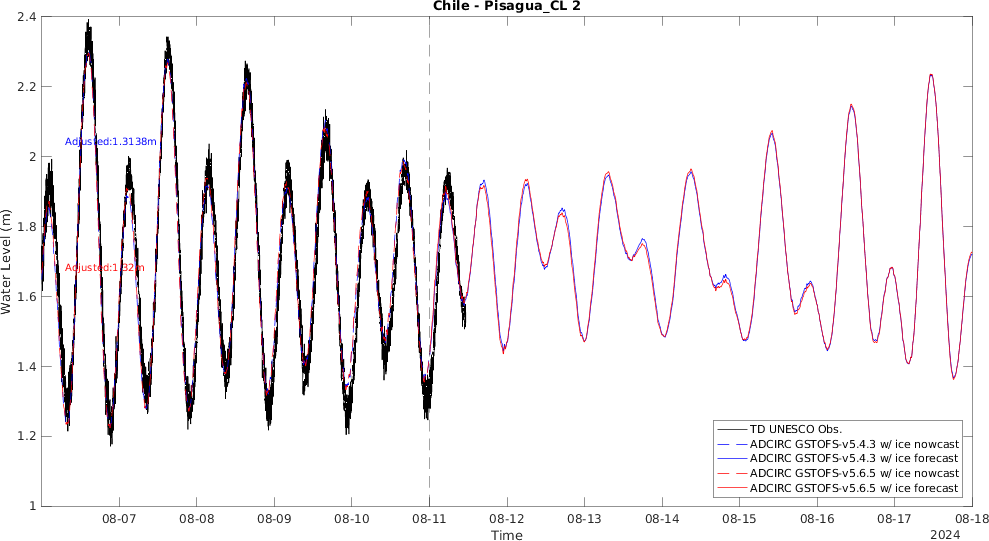 Chile - Pisagua_CL 2
2.4
2.2
2
1.8
1.6
1.4
1.2
1
Water Level (m)
Adjusted:1.3138m
Adjusted:1.32m
TD UNESCO Obs.
ADCIRC GSTOFS-v5.4.3 w/ ice nowcast
ADCIRC GSTOFS-v5.4.3 w/ ice forecast
ADCIRC GSTOFS-v5.6.5 w/ ice nowcast
ADCIRC GSTOFS-v5.6.5 w/ ice forecast
08-07 08-08 08-09 08-10 08-11 08-12 08-13 08-14 08-15 08-16 08-17 08-18
Time
2024